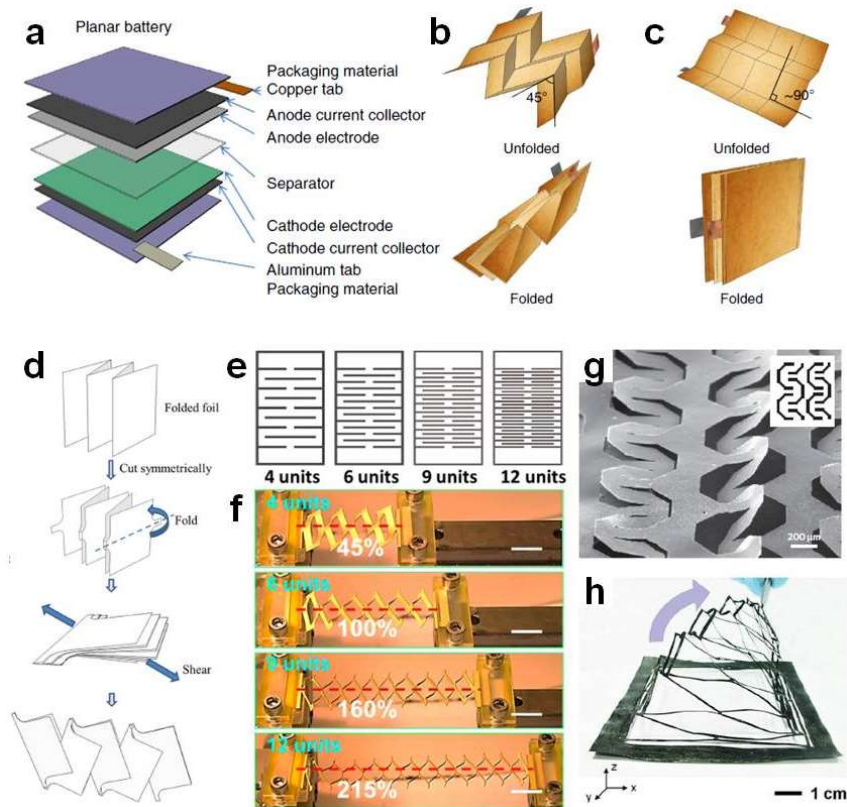 a
Planar battery
Packaging material
Copper tab
Anode current collector
Anode electrode
Separator
Cathode electrode
Cathode current collector
Aluminum tab
Packaging material
b
45°
Unfolded
Folded
c
~90°
Unfolded
Folded
d
Folded foil
Cut symmetrically
Fold
Shear
e
4 units
6 units
9 units
12 units
f
4 units
45%
6 units
100%
9 units
160%
12 units
215%
g
200 μm
h
z
x
y
1 cm